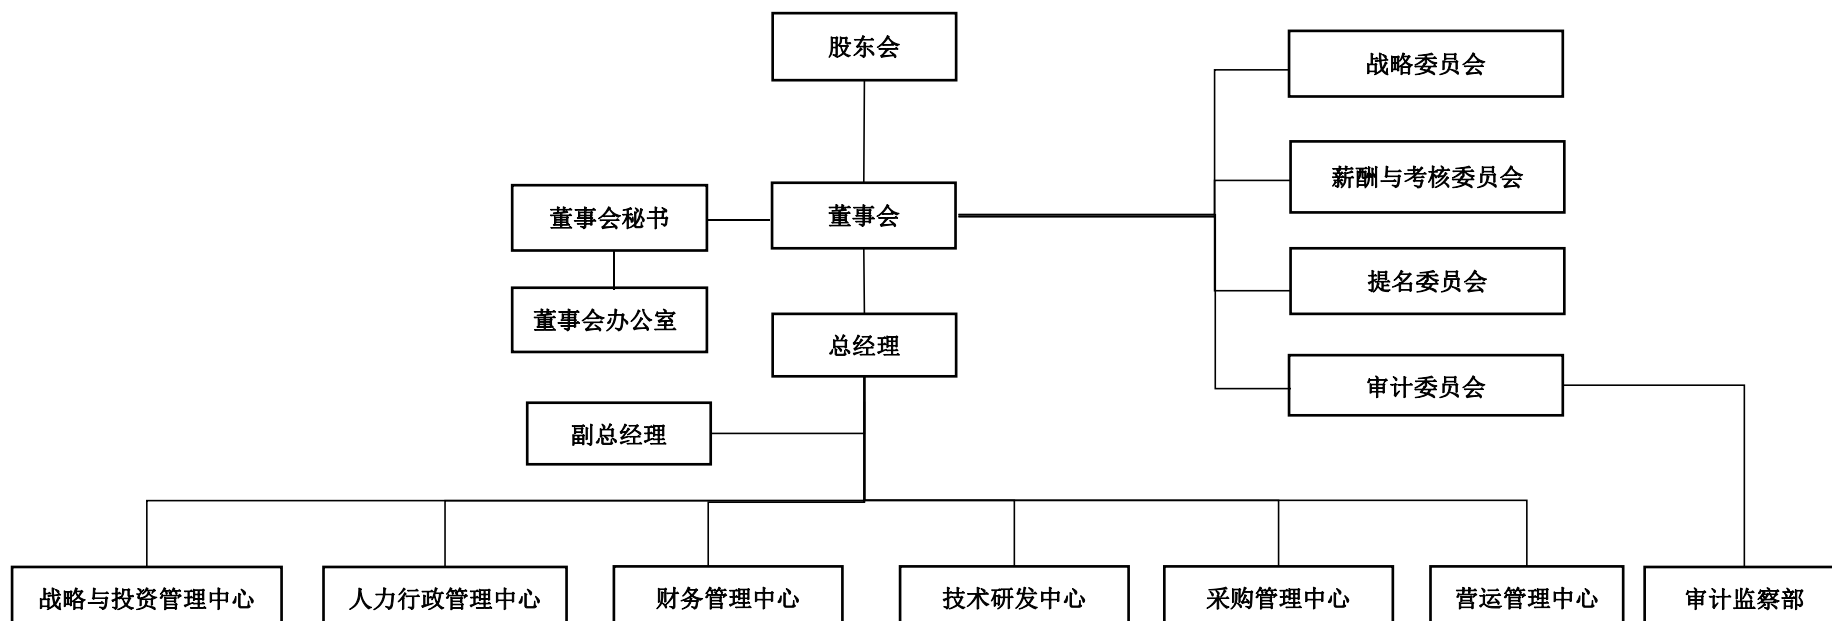 股东会
战略委员会
薪酬与考核委员会
董事会秘书
董事会
提名委员会
董事会办公室
总经理
审计委员会
副总经理
战略与投资管理中心
人力行政管理中心
财务管理中心
技术研发中心
采购管理中心
营运管理中心
审计监察部